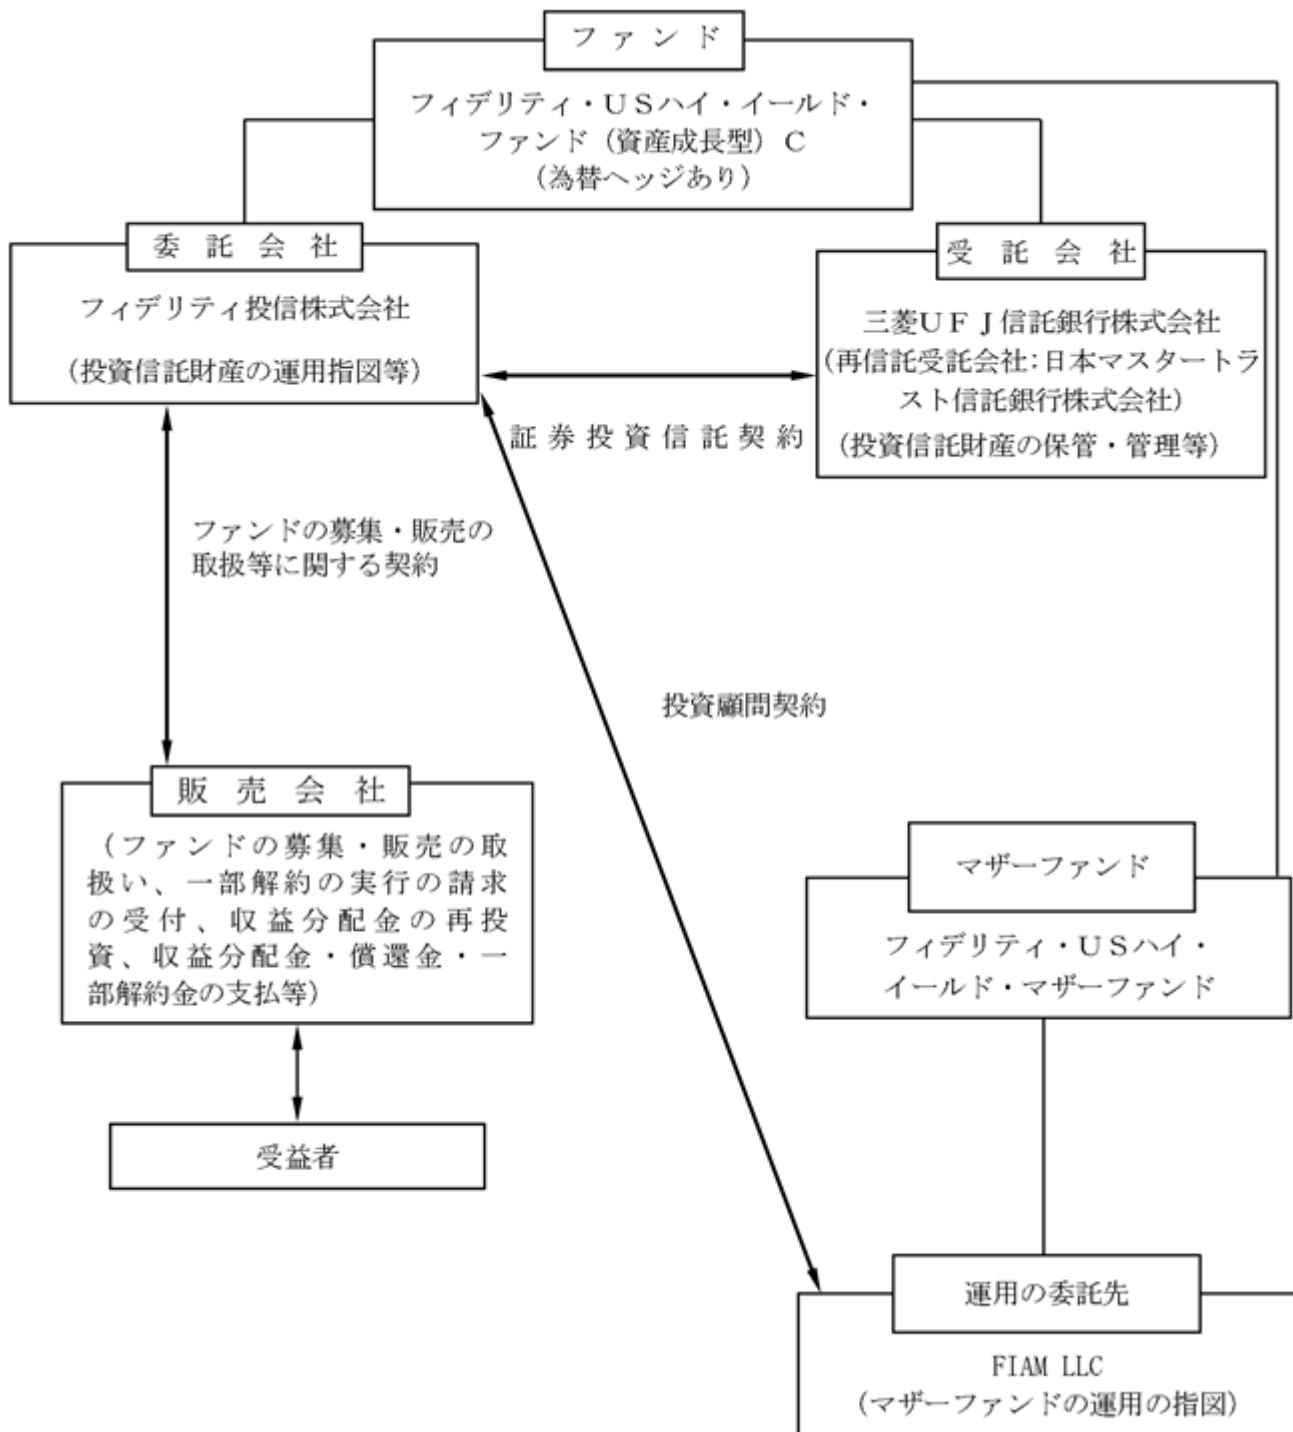 ファンド
フィデリティ・ＵＳハイ・イールド・
ファンド（資産成長型）Ｃ
（為替ヘッジあり）
委託会社
フィデリティ投信株式会社
（投資信託財産の運用指図等）
受託会社
三菱ＵＦＪ信託銀行株式会社
（再信託受託会社：日本マスタートラ
スト信託銀行株式会社）
（投資信託財産の保管・管理等）
証券投資信託契約
ファンドの募集・販売の
取扱等に関する契約
投資顧問契約
販売会社
（ファンドの募集・販売の取
扱い、一部解約の実行の請求
の受付、収益分配金の再投
資、収益分配金・償還金・一
部解約金の支払等）
受益者
マザーファンド
フィデリティ・ＵＳハイ・
イールド・マザーファンド
運用の委託先
FIAM LLC
（マザーファンドの運用の指図）